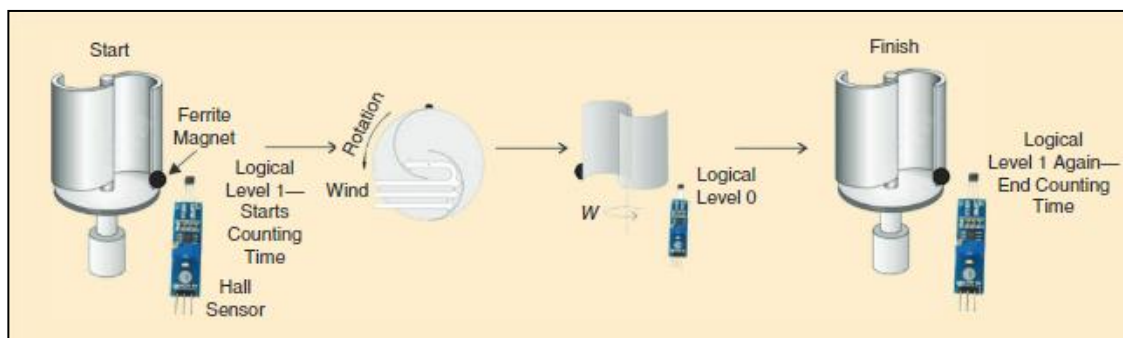 Start
Ferrite
Magnet
Logical
Level 1—
Starts
Counting
Time
Hall
Sensor
Rotation
Wind
W
Logical
Level 0
Finish
Logical
Level 1 Again—
End Counting
Time